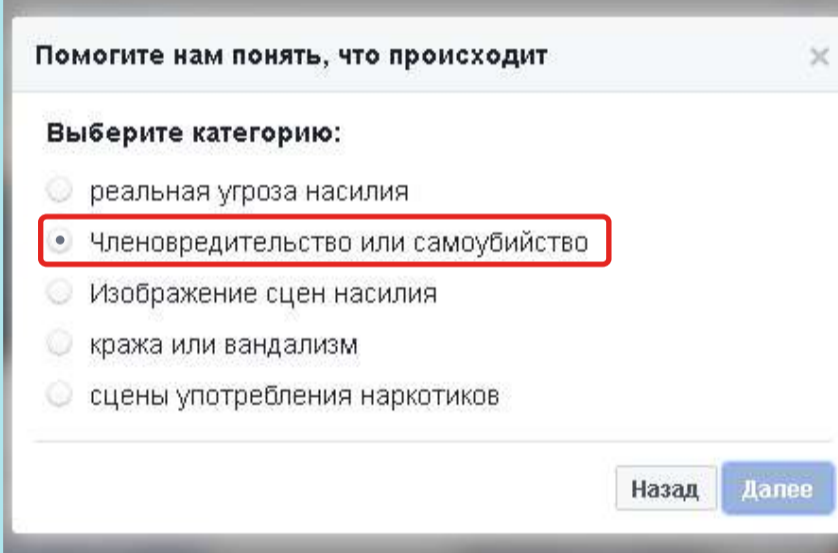 Помогите нам понять, что происходит
Выберите категорию:
реальная угроза насилия
Членовредительство или самоубийство
Изображение сцен насилия
кража или вандализм
сцены употребления наркотиков
Назад Далее